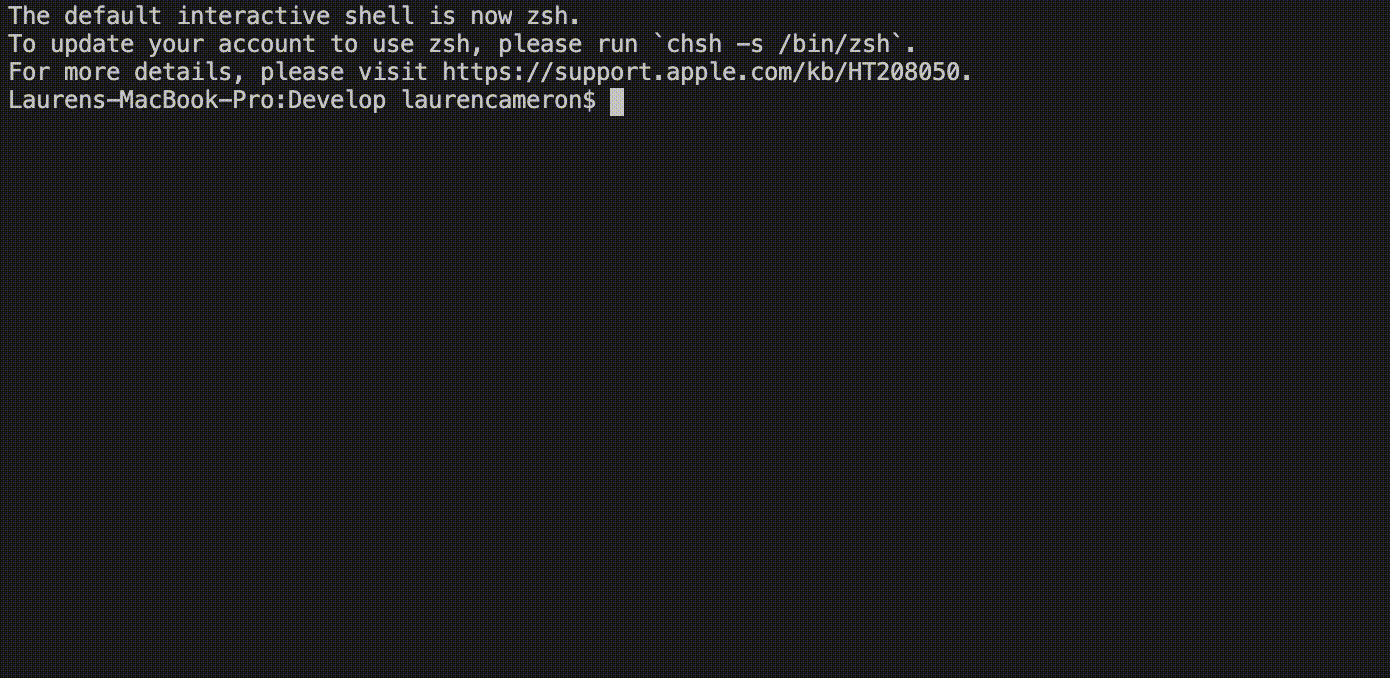 The default interactive shell is now zsh.
To update your account to use zsh, please run `chsh -s /bin/zsh`.
For more details, please visit https://support.apple.com/kb/HT208050.
Laurens-MacBook-Pro:Develop laurencameron$